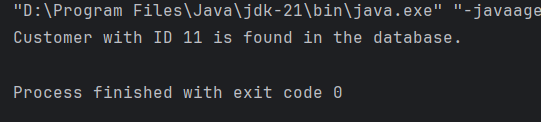 "D:\Program Files\Java\jdk-21\bin\java.exe" "-javaage
Customer with ID 11 is found in the database.
Process finished with exit code 0